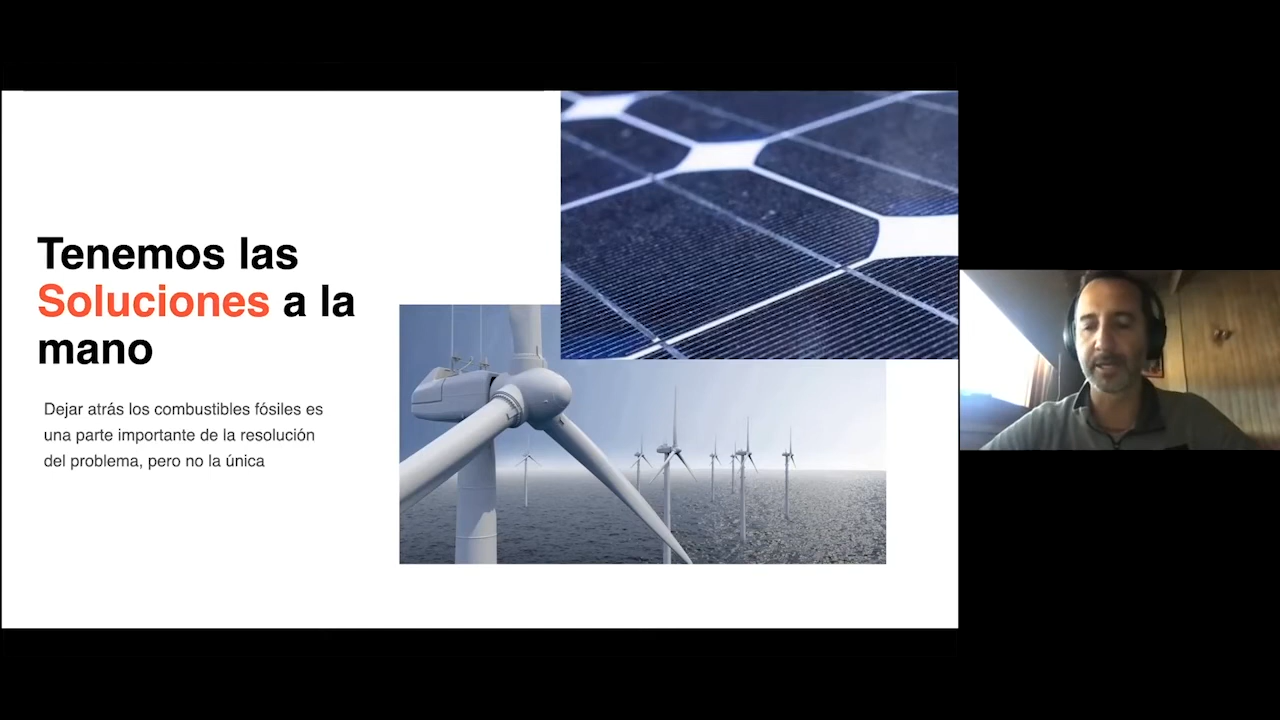 Tenemos las
Soluciones a la
mano
Dejar atrás los combustibles fósiles es
una parte importante de la resolución
del problema, pero no la única